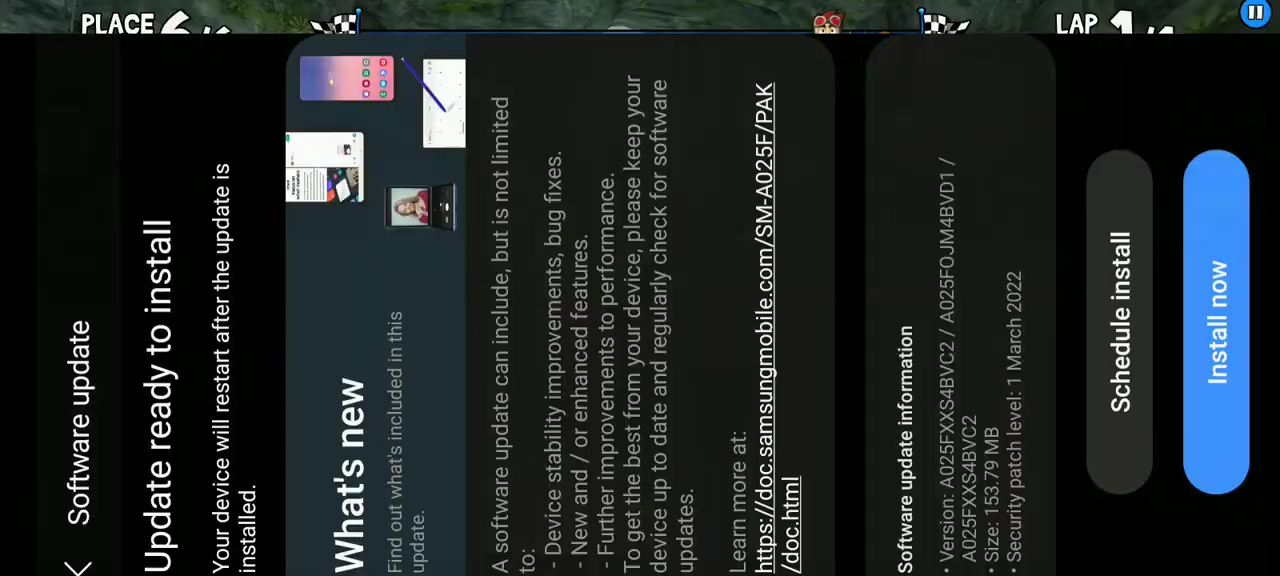 PLACE
LAP
Software update
Update ready to install
Your device will restart after the update is
installed.
What's new
Find out what's included in this
update.
A software update can include, but is not limited
to:
- Device stability improvements, bug fixes.
- New and / or enhanced features.
- Further improvements to performance.
To get the best from your device, please keep your
device up to date and regularly check for software
updates.
Learn more at:
https://doc.samsungmobile.com/SM-A025F/PAK
/doc.html
Software update information
• Version: A025FXXS4BVC2 / A025FOJM4BVD1 /
A025FXXS4BVC2
• Size: 153.79 MB
• Security patch level: 1 March 2022
Schedule install
Install now